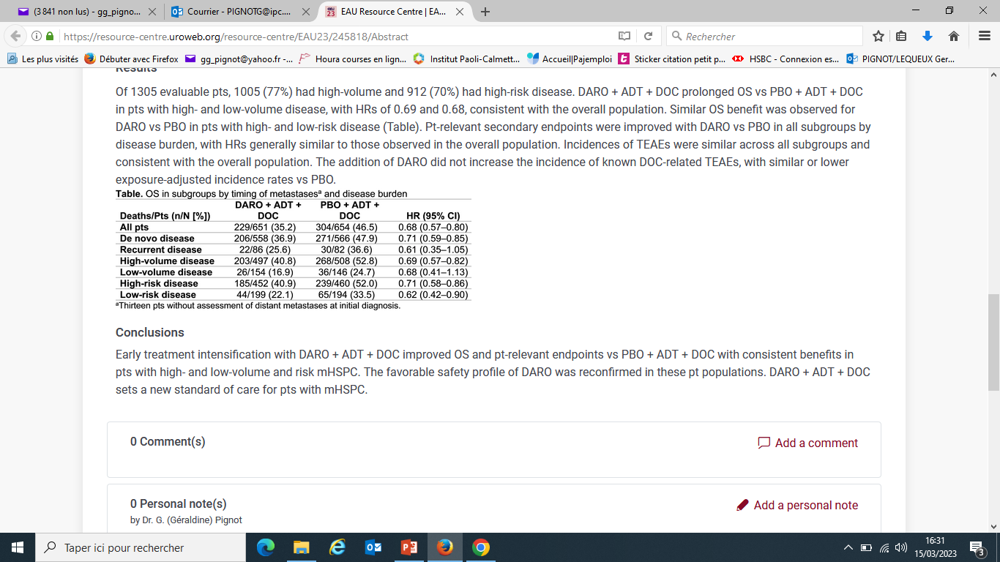 (3 841 non lus) - gg_pigno...
Courrier - PIGNOTG@ipc....
EAU Resource Centre | EA...
https://resource-centre.uroweb.org/resource-centre/EAU23/245818/Abstract
Rechercher
Les plus visités
Débuter avec Firefox
gg_pignot@yahoo.fr -...
Houra courses en lign...
Institut Paoli-Calmett...
Accueil|Pajemploi
Sticker citation petit p...
HSBC - Connexion es...
PIGNOT/LEQUEUX Ger...
Results
Of 1305 evaluable pts, 1005 (77%) had high-volume and 912 (70%) had high-risk disease. DARO + ADT + DOC prolonged OS vs PBO + ADT + DOC
in pts with high- and low-volume disease, with HRs of 0.69 and 0.68, consistent with the overall population. Similar OS benefit was observed for
DARO vs PBO in pts with high- and low-risk disease (Table). Pt-relevant secondary endpoints were improved with DARO vs PBO in all subgroups by
disease burden, with HRs generally similar to those observed in the overall population. Incidences of TEAEs were similar across all subgroups and
consistent with the overall population. The addition of DARO did not increase the incidence of known DOC-related TEAEs, with similar or lower
exposure-adjusted incidence rates vs PBO.
Table. OS in subgroups by timing of metastasesª and disease burden
DARO + ADT + PBO + ADT +
Deaths/Pts (n/N [%]) DOC DOC HR (95% CI)
All pts 229/651 (35.2) 304/654 (46.5) 0.68 (0.57–0.80)
De novo disease 206/558 (36.9) 271/566 (47.9) 0.71 (0.59–0.85)
Recurrent disease 22/86 (25.6) 30/82 (36.6) 0.61 (0.35–1.05)
High-volume disease 203/497 (40.8) 268/508 (52.8) 0.69 (0.57–0.82)
Low-volume disease 26/154 (16.9) 36/146 (24.7) 0.68 (0.41–1.13)
High-risk disease 185/452 (40.9) 239/460 (52.0) 0.71 (0.58–0.86)
Low-risk disease 44/199 (22.1) 65/194 (33.5) 0.62 (0.42–0.90)
ªThirteen pts without assessment of distant metastases at initial diagnosis.
Conclusions
Early treatment intensification with DARO + ADT + DOC improved OS and pt-relevant endpoints vs PBO + ADT + DOC with consistent benefits in
pts with high- and low-volume and risk mHSPC. The favorable safety profile of DARO was reconfirmed in these pt populations. DARO + ADT + DOC
sets a new standard of care for pts with mHSPC.
0 Comment(s)
Add a comment
0 Personal note(s)
Add a personal note
by Dr. G. (Géraldine) Pignot
Taper ici pour rechercher
16:31
15/03/2023
3